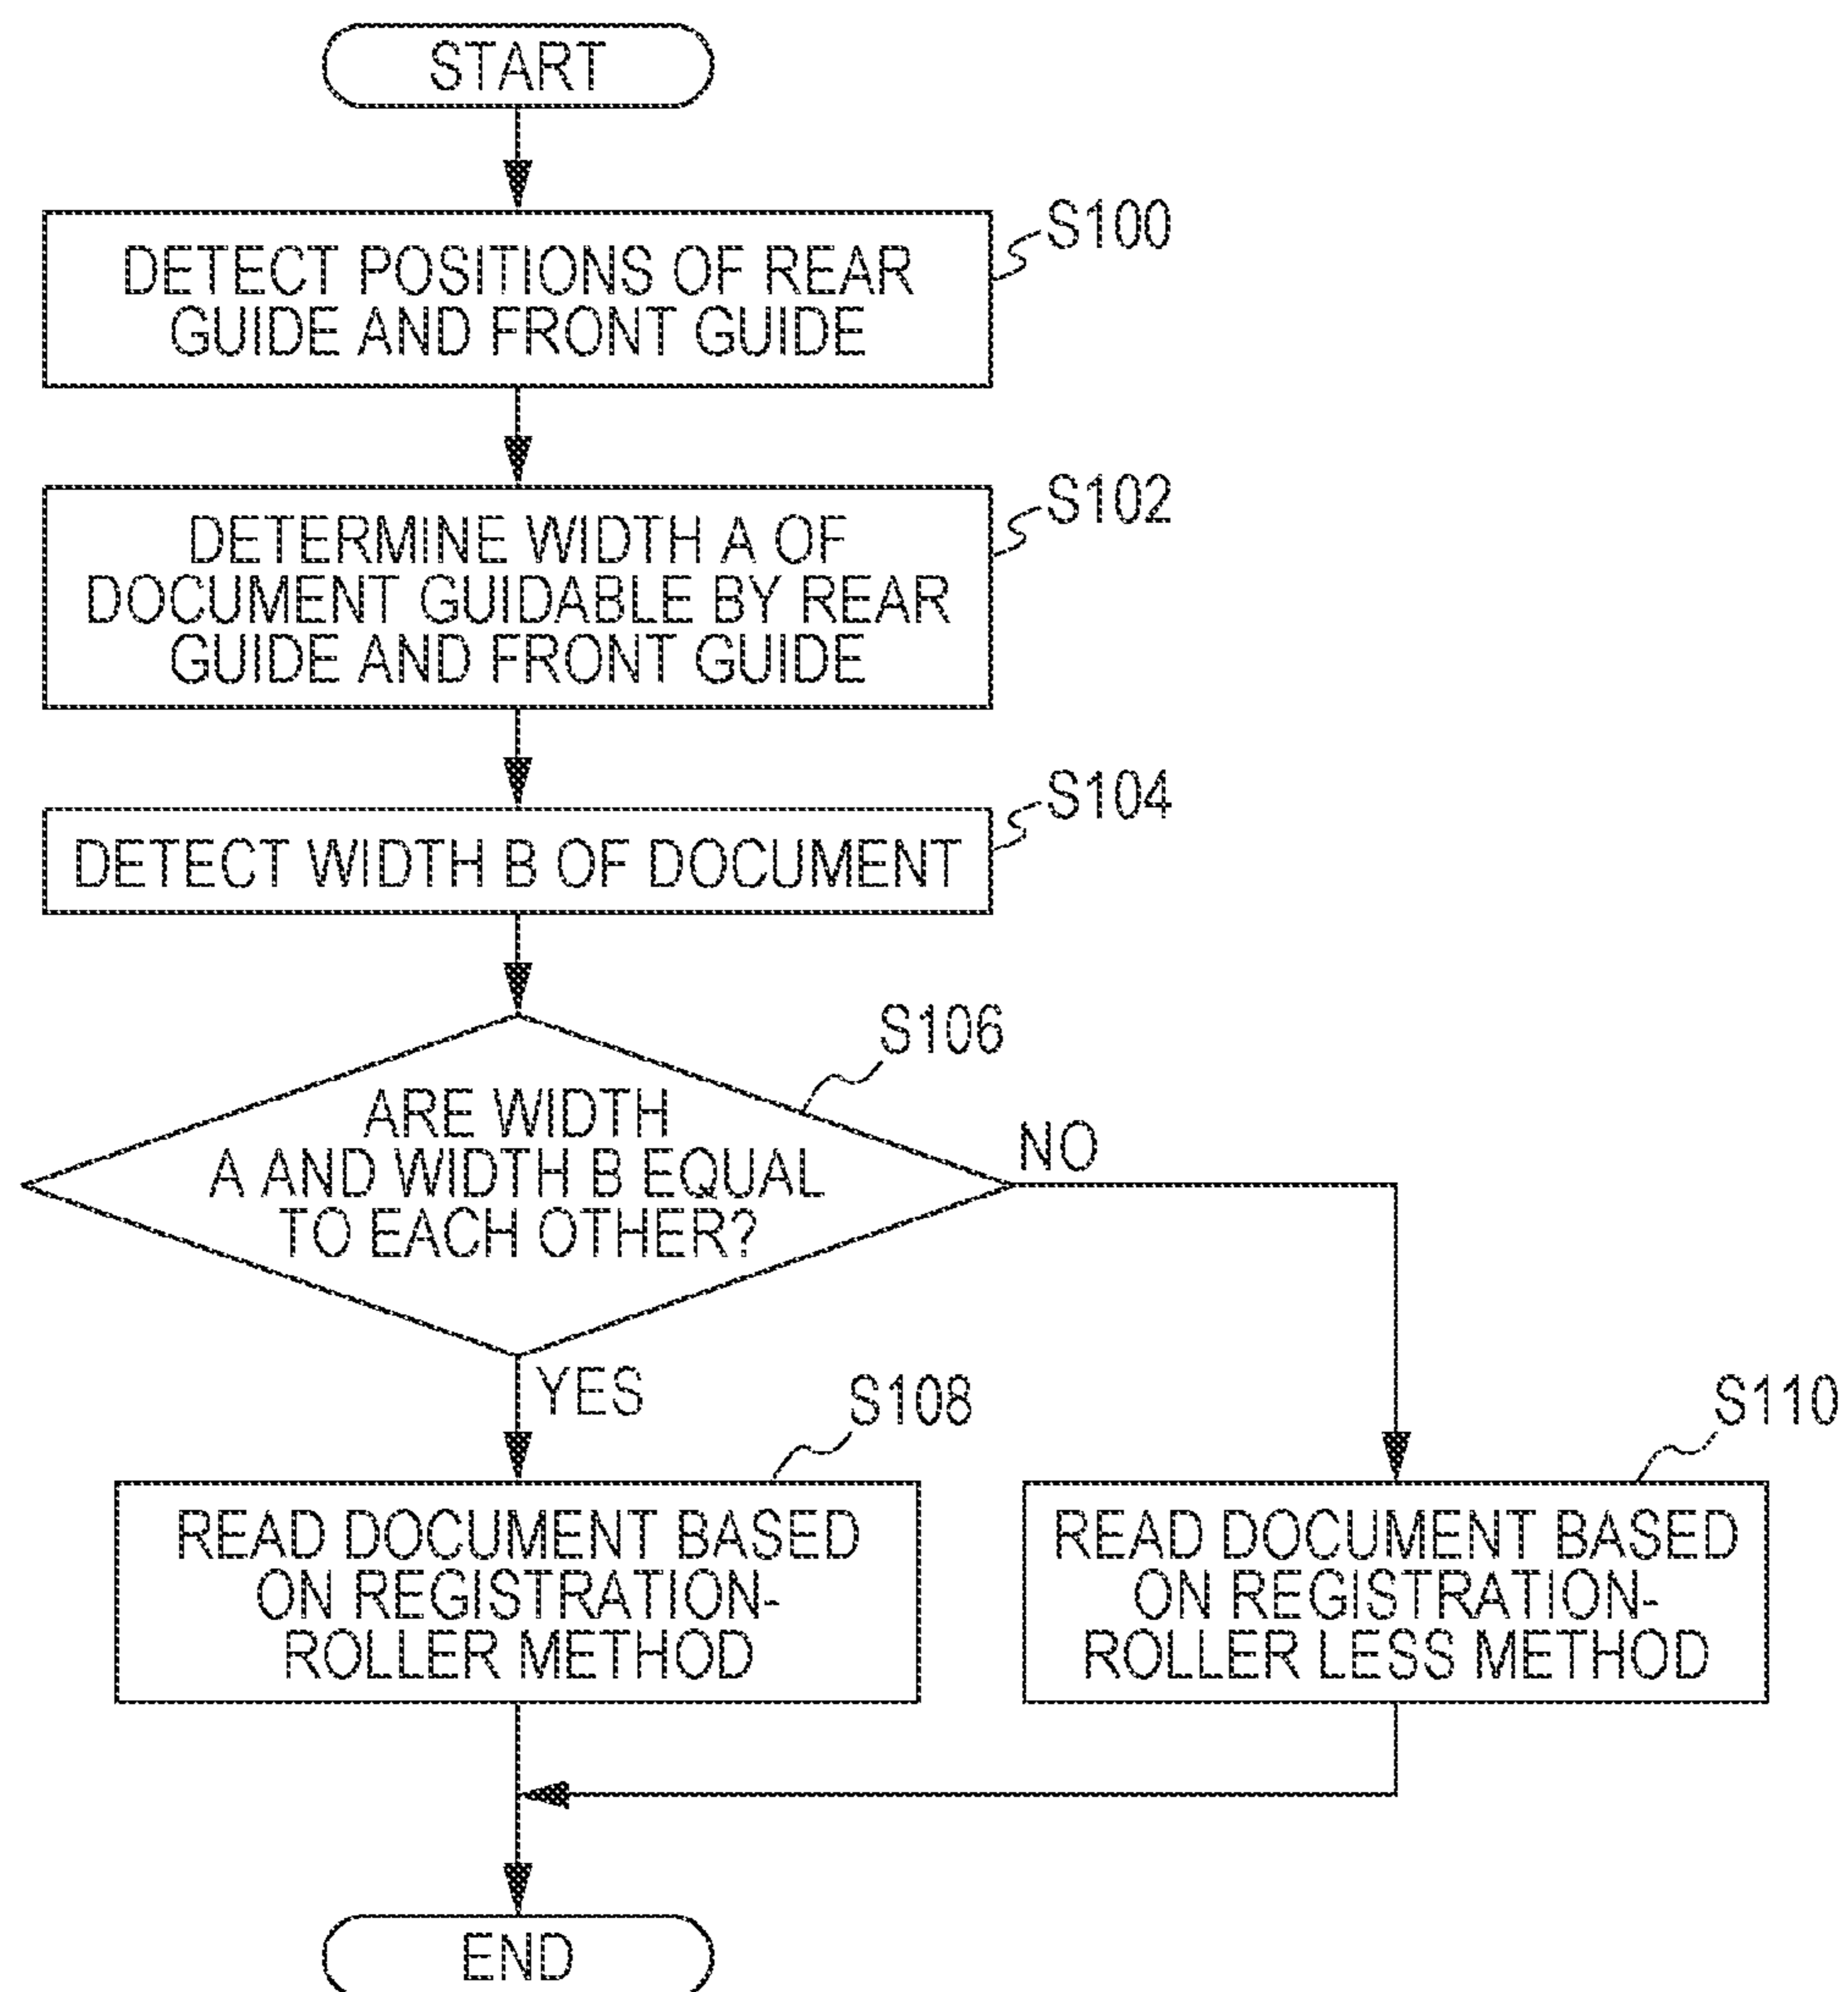 START
S100
DETECT POSITIONS OF REAR
GUIDE AND FRONT GUIDE
S102
DETERMINE WIDTH A OF
DOCUMENT GUIDABLE BY REAR
GUIDE AND FRONT GUIDE
S104
DETECT WIDTH B OF DOCUMENT
S106
ARE WIDTH
A AND WIDTH B EQUAL
TO EACH OTHER?
NO
YES
S108
READ DOCUMENT BASED
ON REGISTRATION-
ROLLER METHOD
S110
READ DOCUMENT BASED
ON REGISTRATION-
ROLLER LESS METHOD
END